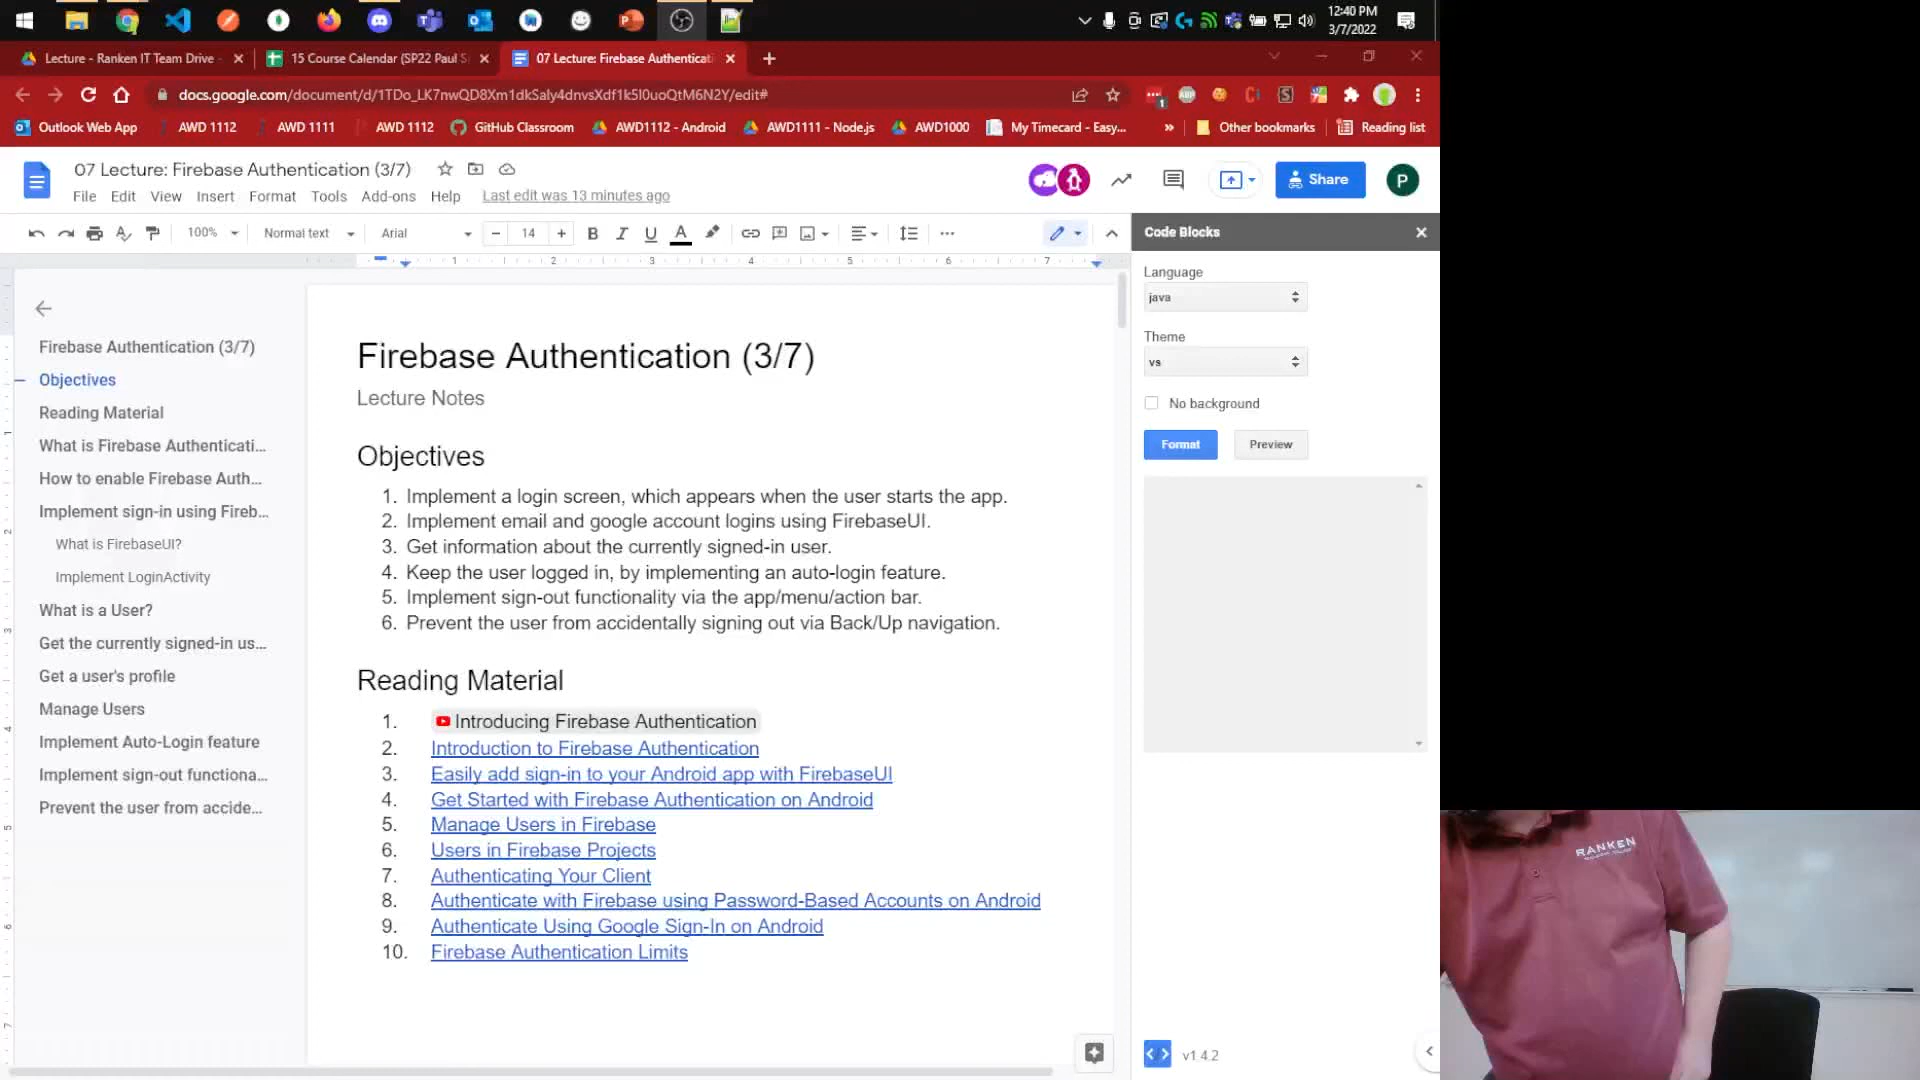 12:40 PM
3/7/2022
Lecture - Ranken IT Team Drive -
15 Course Calendar (SP22 Paul S
07 Lecture: Firebase Authenticati
docs.google.com/document/d/1TDo_LK7nwQD8Xm1dkSaly4dnvsXdf1k5l0uoQtM6N2Y/edit#
Outlook Web App
AWD 1112
AWD 1111
AWD 1112
GitHub Classroom
AWD1112 - Android
AWD1111 - Node.js
AWD1000
My Timecard - Easy...
»
Other bookmarks
Reading list
07 Lecture: Firebase Authentication (3/7)
File Edit View Insert Format Tools Add-ons Help Last edit was 13 minutes ago
Share
P
100%
Normal text
Arial
14
B I U A
Code Blocks
1 2 3 4 5 6 7
Language
java
Theme
vs
No background
Format
Preview
v1.4.2
Firebase Authentication (3/7)
Objectives
Reading Material
What is Firebase Authenticati...
How to enable Firebase Auth...
Implement sign-in using Fireb...
What is FirebaseUI?
Implement LoginActivity
What is a User?
Get the currently signed-in us...
Get a user's profile
Manage Users
Implement Auto-Login feature
Implement sign-out functiona...
Prevent the user from accide...
Firebase Authentication (3/7)
Lecture Notes
Objectives
1. Implement a login screen, which appears when the user starts the app.
2. Implement email and google account logins using FirebaseUI.
3. Get information about the currently signed-in user.
4. Keep the user logged in, by implementing an auto-login feature.
5. Implement sign-out functionality via the app/menu/action bar.
6. Prevent the user from accidentally signing out via Back/Up navigation.
Reading Material
1. Introducing Firebase Authentication
2. Introduction to Firebase Authentication
3. Easily add sign-in to your Android app with FirebaseUI
4. Get Started with Firebase Authentication on Android
5. Manage Users in Firebase
6. Users in Firebase Projects
7. Authenticating Your Client
8. Authenticate with Firebase using Password-Based Accounts on Android
9. Authenticate Using Google Sign-In on Android
10. Firebase Authentication Limits
RANKEN